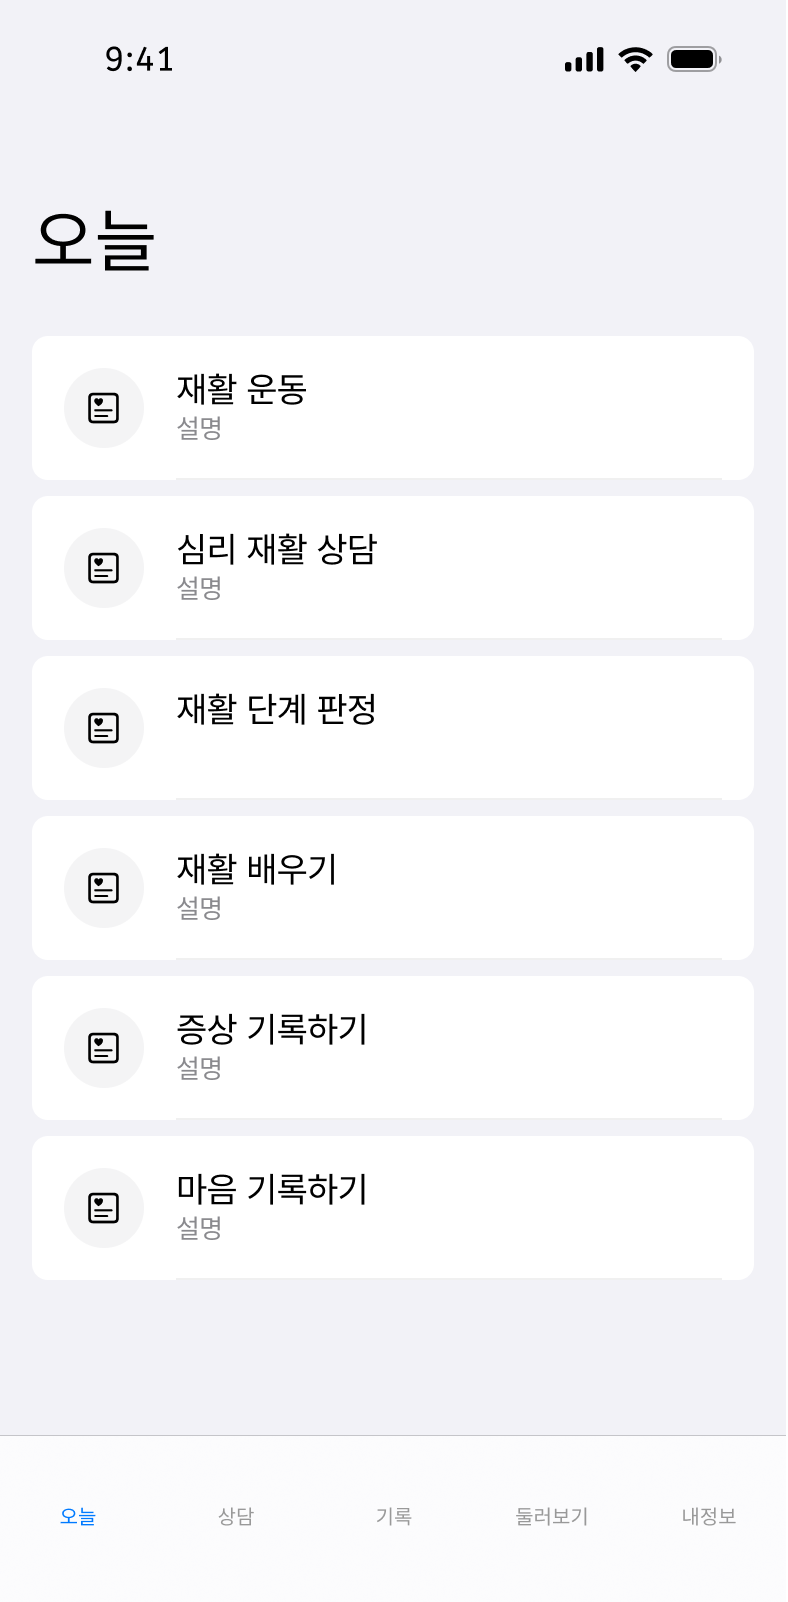 9:41
오늘
재활 운동
설명
심리 재활 상담
설명
재활 단계 판정
재활 배우기
설명
증상 기록하기
설명
마음 기록하기
설명
오늘 상담 기록 둘러보기 내정보